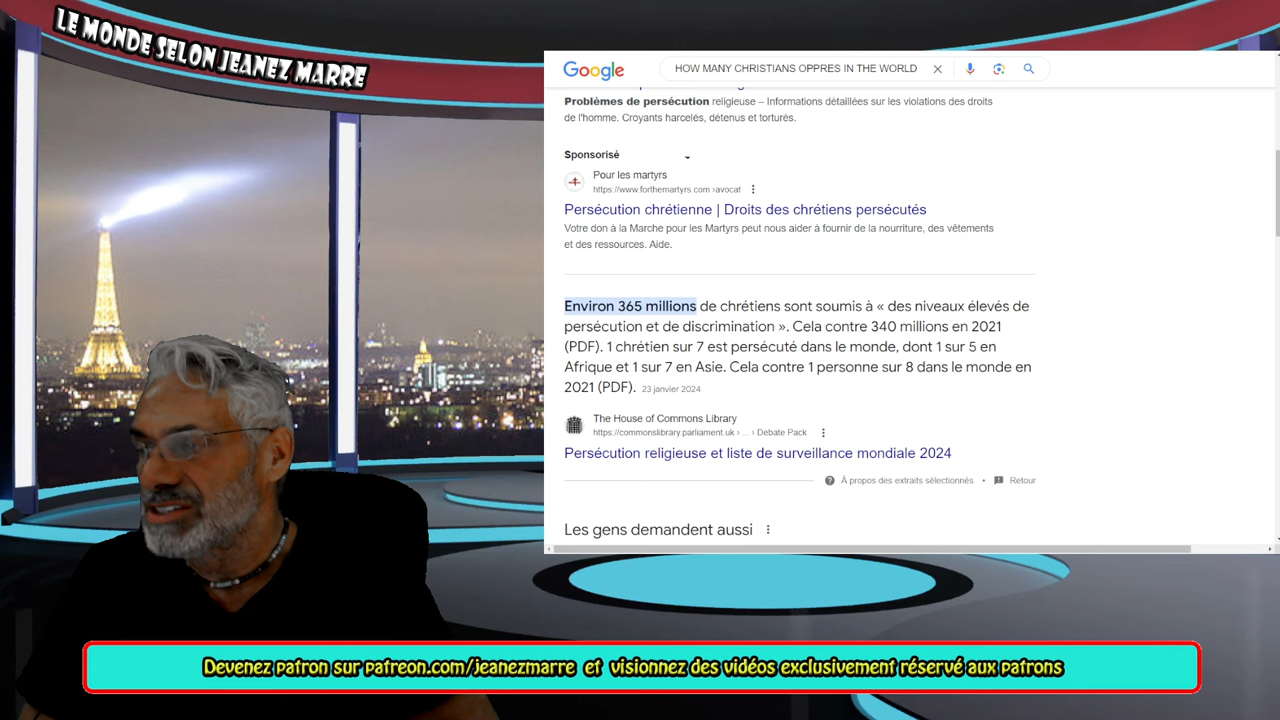 LE MONDE SELON JEANEZ MARRE
Google
HOW MANY CHRISTIANS OPPRES IN THE WORLD
Problèmes de persécution religieuse – Informations détaillées sur les violations des droits
de l'homme. Croyants harcelés, détenus et torturés.
Sponsorisé
Pour les martyrs
https://www.forthemartyrs.com ›avocat
Persécution chrétienne | Droits des chrétiens persécutés
Votre don à la Marche pour les Martyrs peut nous aider à fournir de la nourriture, des vêtements
et des ressources. Aide.
Environ 365 millions de chrétiens sont soumis à « des niveaux élevés de
persécution et de discrimination ». Cela contre 340 millions en 2021
(PDF). 1 chrétien sur 7 est persécuté dans le monde, dont 1 sur 5 en
Afrique et 1 sur 7 en Asie. Cela contre 1 personne sur 8 dans le monde en
2021 (PDF). 23 janvier 2024
The House of Commons Library
https://commonslibrary.parliament.uk › ... › Debate Pack
Persécution religieuse et liste de surveillance mondiale 2024
À propos des extraits sélectionnés • Retour
Les gens demandent aussi
Devenez patron sur patreon.com/jeanezmarre et visionnez des vidéos exclusivement réservé aux patrons